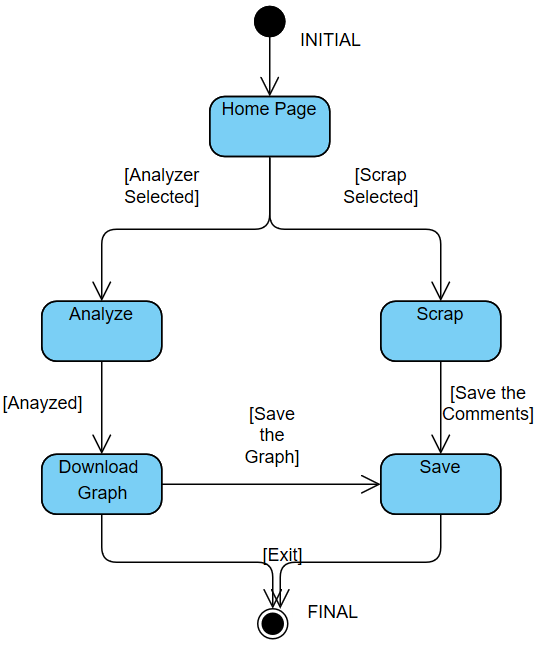 INITIAL
Home Page
[Analyzer
Selected]
[Scrap
Selected]
Analyze
Scrap
[Anayzed]
[Save the
Comments]
[Save
the
Graph]
Download
Graph
Save
[Exit]
FINAL